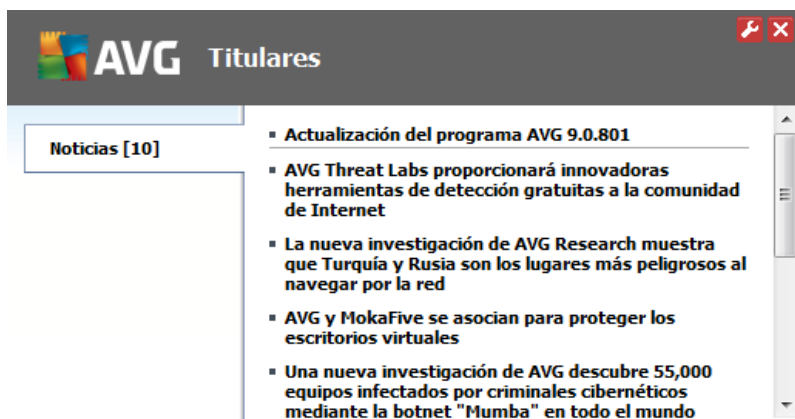 AVG Titulares
Noticias [10]
Actualización del programa AVG 9.0.801
AVG Threat Labs proporcionará innovadoras
herramientas de detección gratuitas a la comunidad
de Internet
La nueva investigación de AVG Research muestra
que Turquía y Rusia son los lugares más peligrosos al
navegar por la red
AVG y MokaFive se asocian para proteger los
escritorios virtuales
Una nueva investigación de AVG descubre 55,000
equipos infectados por criminales cibernéticos
mediante la botnet "Mumba" en todo el mundo